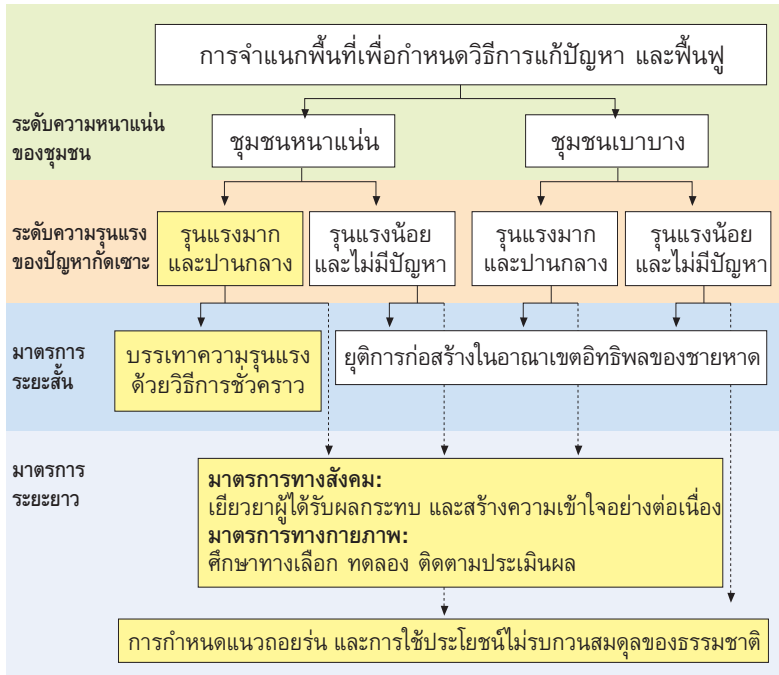 การจำแนกพื้นที่เพื่อกำหนดวิธีการแก้ปัญหา และฟื้นฟู
ระดับความหนาแน่น
ของชุมชน
ชุมชนหนาแน่น
ชุมชนเบาบาง
ระดับความรุนแรง
ของปัญหากัดเซาะ
รุนแรงมาก
และปานกลาง
รุนแรงน้อย
และไม่มีปัญหา
รุนแรงมาก
และปานกลาง
รุนแรงน้อย
และไม่มีปัญหา
มาตรการ
ระยะสั้น
บรรเทาความรุนแรง
ด้วยวิธีการชั่วคราว
ยุติการก่อสร้างในอาณาเขตอิทธิพลของชายหาด
มาตรการ
ระยะยาว
มาตรการทางสังคม:
เยียวยาผู้ได้รับผลกระทบ และสร้างความเข้าใจอย่างต่อเนื่อง
มาตรการทางกายภาพ:
ศึกษาทางเลือก ทดลอง ติดตามประเมินผล
การกำหนดแนวถอยร่น และการใช้ประโยชน์ไม่รบกวนสมดุลของธรรมชาติ